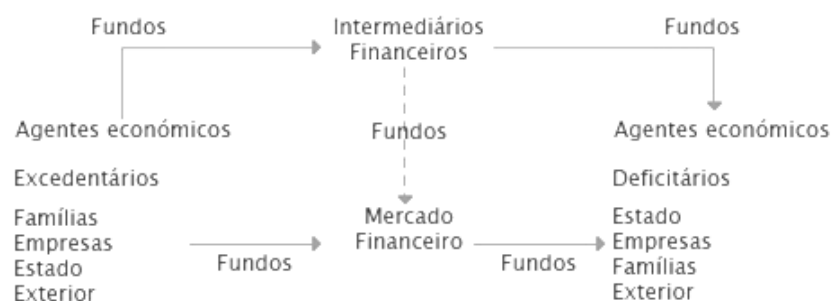 Fundos
Intermediários
Financeiros
Fundos
Agentes económicos
Fundos
Agentes económicos
Excedentários
Deficitários
Famílias
Empresas
Estado
Exterior
Fundos
Mercado
Financeiro
Fundos
Estado
Empresas
Famílias
Exterior